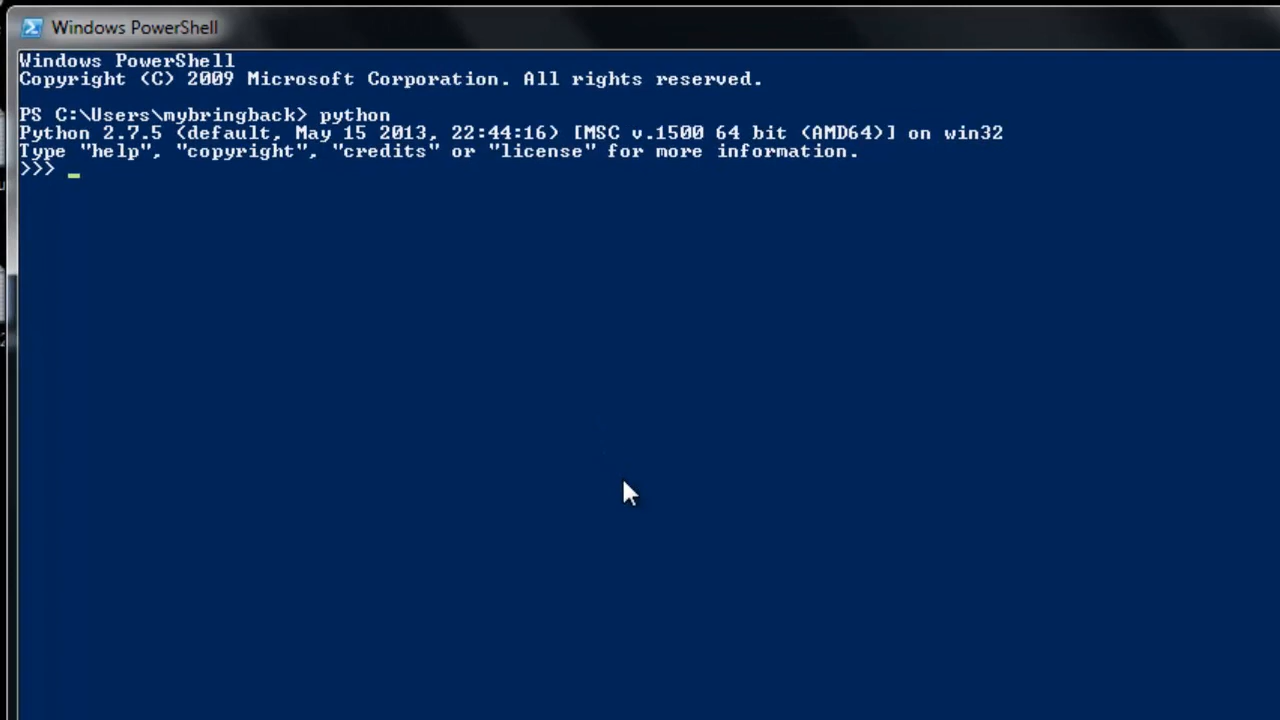 Windows PowerShell
Windows PowerShell
Copyright (C) 2009 Microsoft Corporation. All rights reserved.
PS C:\Users\mybringback> python
Python 2.7.5 (default, May 15 2013, 22:44:16) [MSC v.1500 64 bit (AMD64)] on win32
Type "help", "copyright", "credits" or "license" for more information.
>>> _